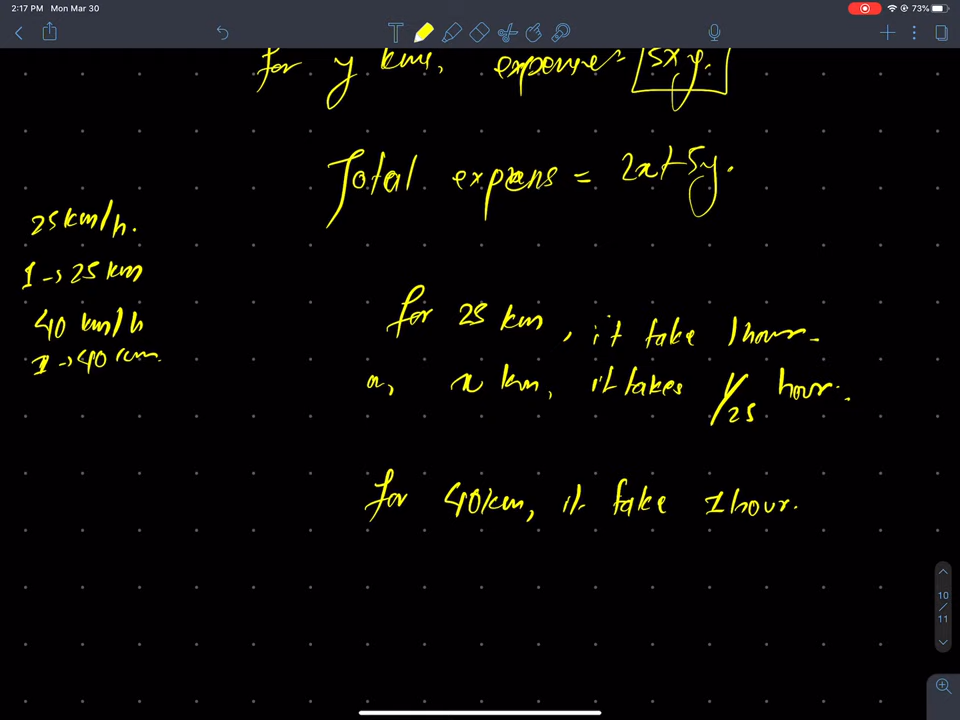 2:17 PM Mon Mar 30
73%
T
for y kms, expense = 5xy.
Total expens = 2x+5y.
25km/h.
1 → 25 km
40 km/h
1 → 40 km.
for 25 km, it take 1 hour.
x km, it takes 1/25 hour.
for 40km, it take 1 hour.
10
/
11